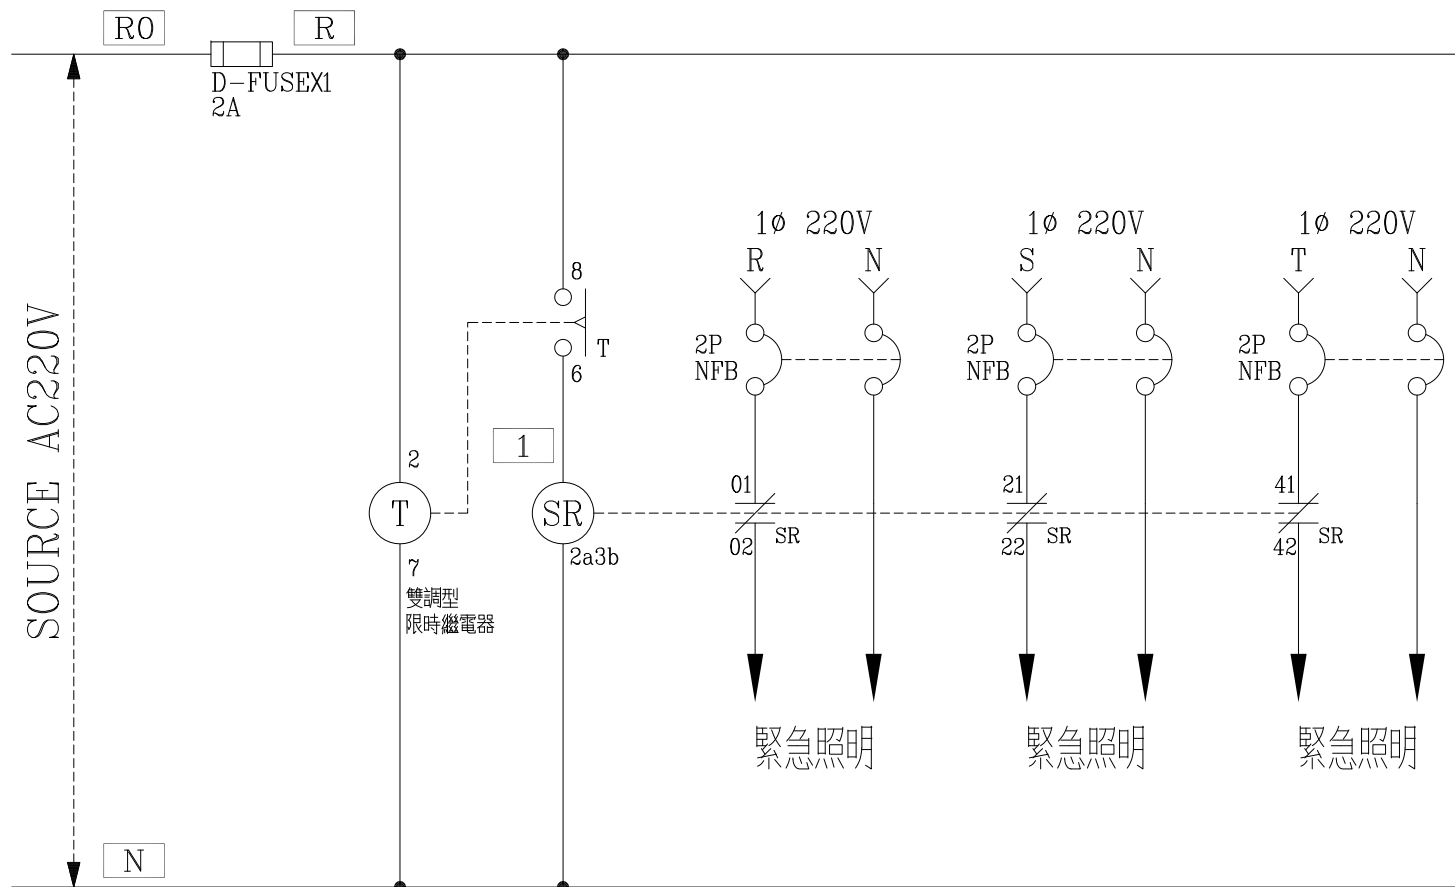 R0
R
D-FUSEX1
2A
SOURCE AC220V
1ø 220V
1ø 220V
1ø 220V
R
N
S
N
T
N
8
T
6
2P
NFB
2P
NFB
2P
NFB
1
2
T
7
雙調型
限時繼電器
SR
2a3b
01
02
SR
21
22
SR
41
42
SR
緊急照明
緊急照明
緊急照明
N